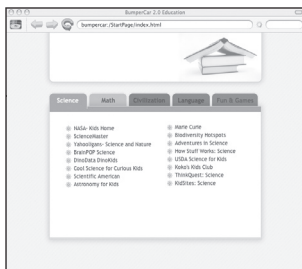 BumperCar 2.0 Education
bumpercar:/StartPage/index.html
Science
Math
Civilization
Language
Fun & Games
NASA- Kids Home
ScienceMaster
Yahooligans- Science and Nature
BrainPOP Science
DinoData DinoKids
Cool Science for Curious Kids
Scientific American
Astronomy for Kids
Marie Curie
Biodiversity Hotspots
Adventures in Science
How Stuff Works: Science
USDA Science for Kids
Koko's Kids Club
ThinkQuest: Science
KidSites: Science